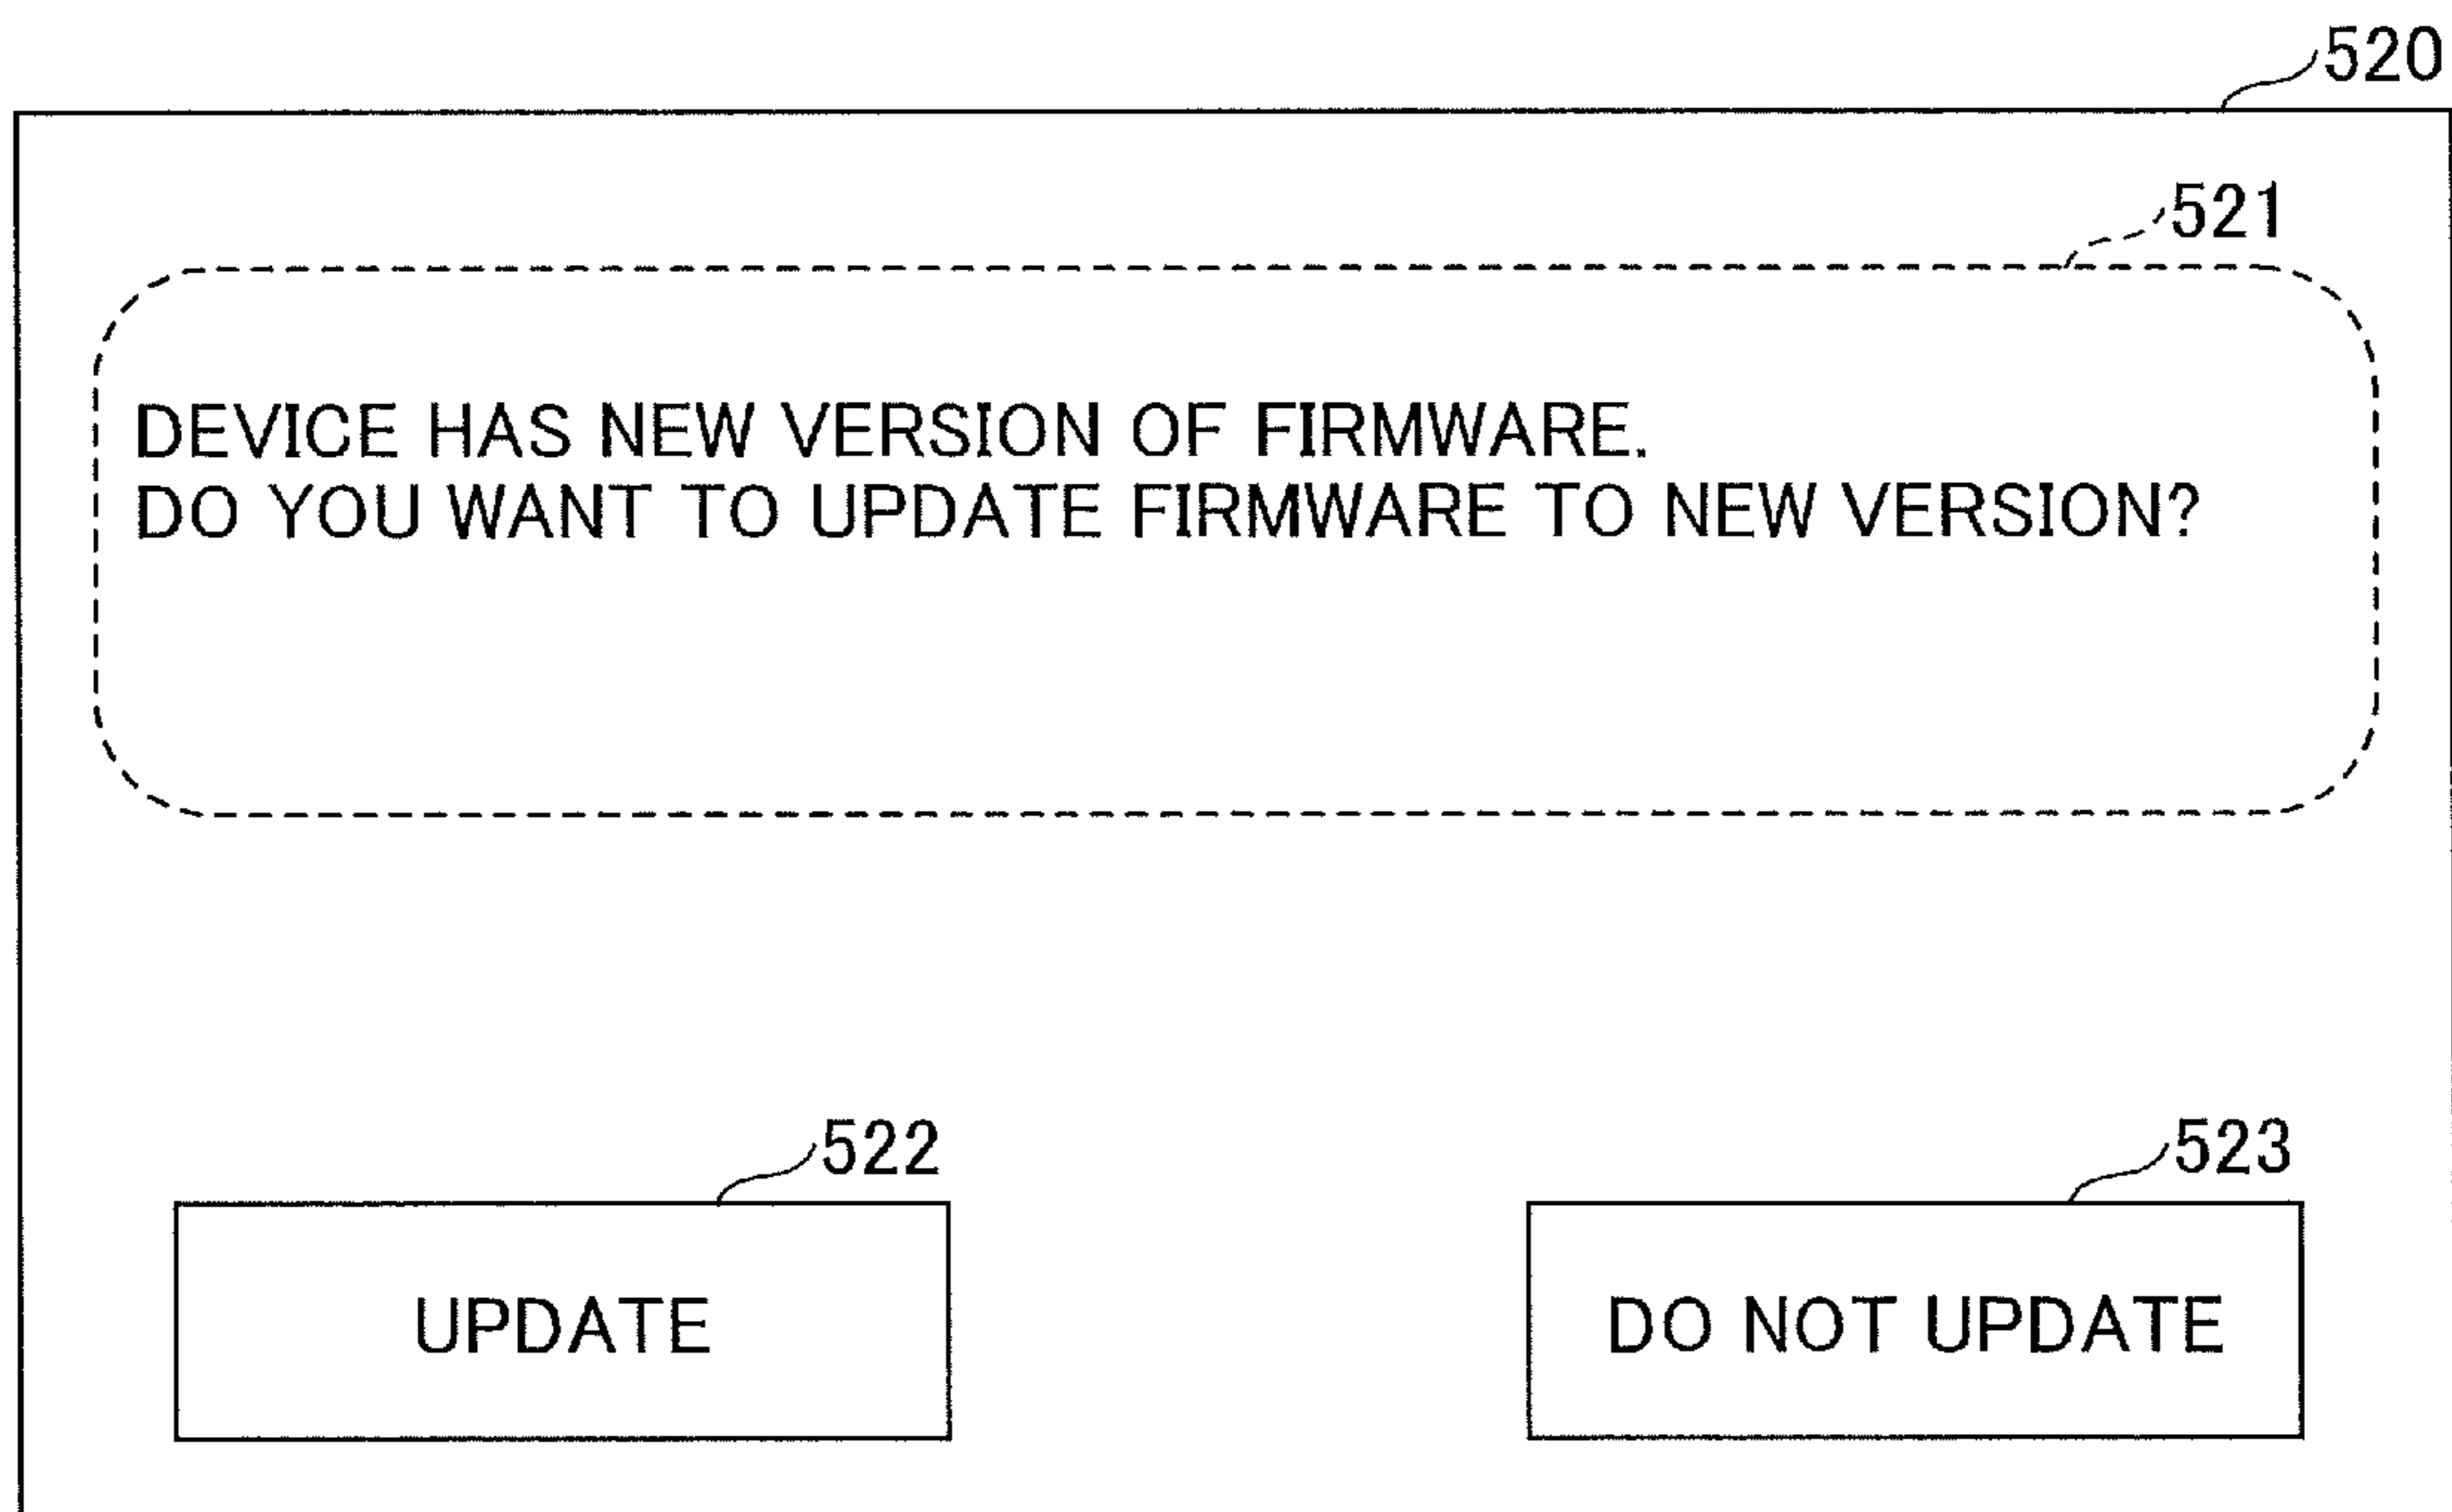 520
521
DEVICE HAS NEW VERSION OF FIRMWARE.
DO YOU WANT TO UPDATE FIRMWARE TO NEW VERSION?
522
523
UPDATE
DO NOT UPDATE